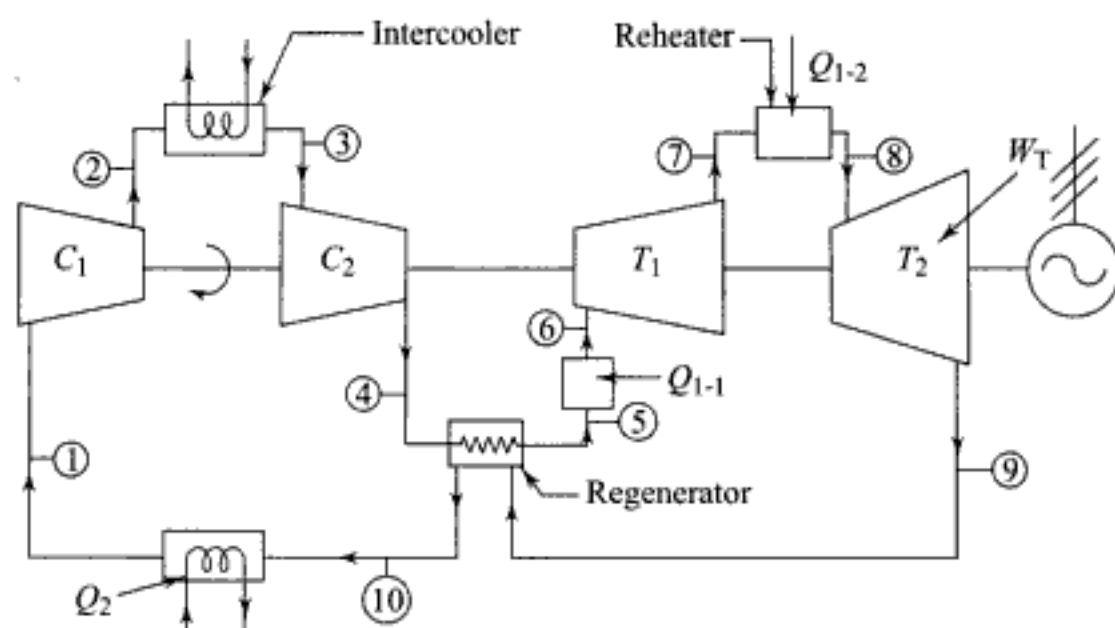 Intercooler
Reheater
Q1-2
2
3
7
8
WT
C1
C2
T1
T2
6
4
Q1-1
5
1
Regenerator
9
Q2
10